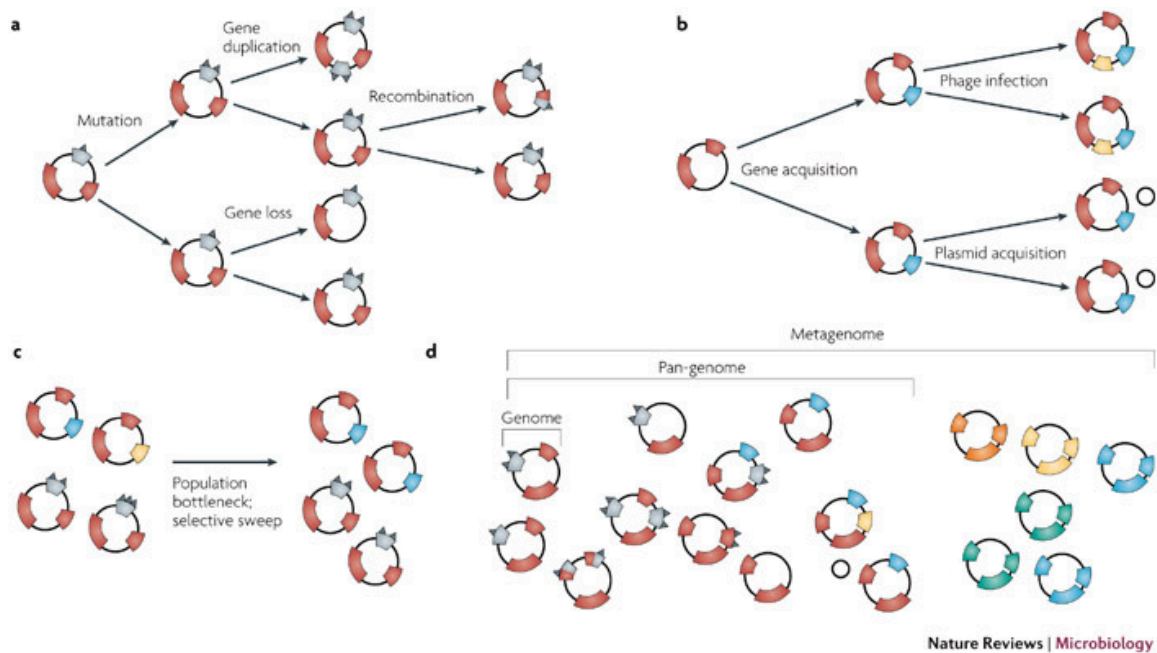 a
Gene
duplication
Mutation
Recombination
Gene loss
b
Phage infection
Gene acquisition
Plasmid acquisition
c
Population
bottleneck;
selective sweep
d
Metagenome
Pan-genome
Genome
Nature Reviews | Microbiology